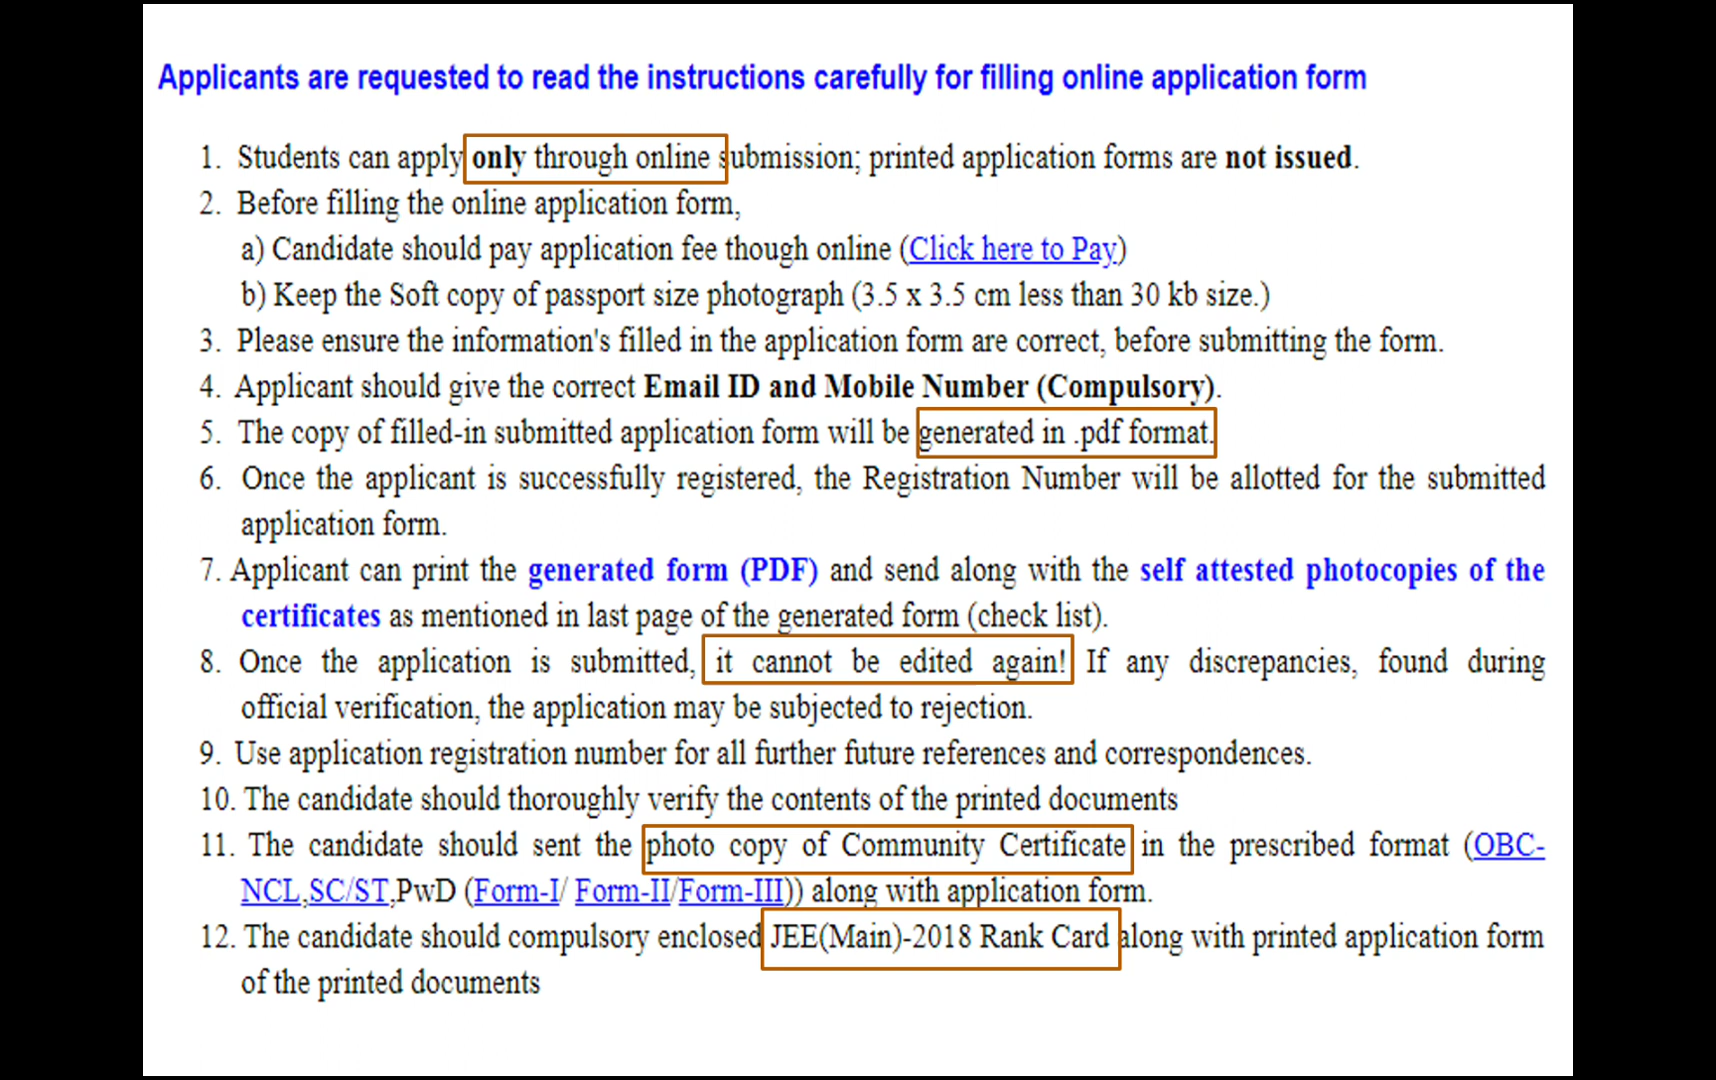 Applicants are requested to read the instructions carefully for filling online application form
1. Students can apply only through online submission; printed application forms are not issued.
2. Before filling the online application form,
a) Candidate should pay application fee though online (Click here to Pay)
b) Keep the Soft copy of passport size photograph (3.5 x 3.5 cm less than 30 kb size.)
3. Please ensure the information's filled in the application form are correct, before submitting the form.
4. Applicant should give the correct Email ID and Mobile Number (Compulsory).
5. The copy of filled-in submitted application form will be generated in .pdf format.
6. Once the applicant is successfully registered, the Registration Number will be allotted for the submitted
application form.
7. Applicant can print the generated form (PDF) and send along with the self attested photocopies of the
certificates as mentioned in last page of the generated form (check list).
8. Once the application is submitted, it cannot be edited again! If any discrepancies, found during
official verification, the application may be subjected to rejection.
9. Use application registration number for all further future references and correspondences.
10. The candidate should thoroughly verify the contents of the printed documents
11. The candidate should sent the photo copy of Community Certificate in the prescribed format (OBC-
NCL,SC/ST,PwD (Form-I/ Form-II/Form-III)) along with application form.
12. The candidate should compulsory enclosed JEE(Main)-2018 Rank Card along with printed application form
of the printed documents